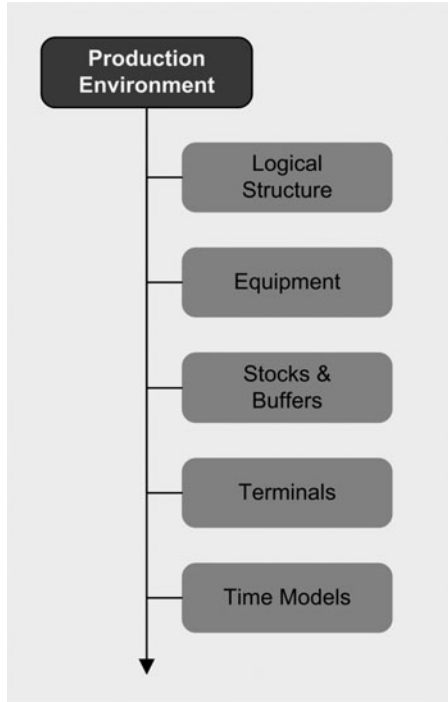 Production
Environment
Logical
Structure
Equipment
Stocks &
Buffers
Terminals
Time Models